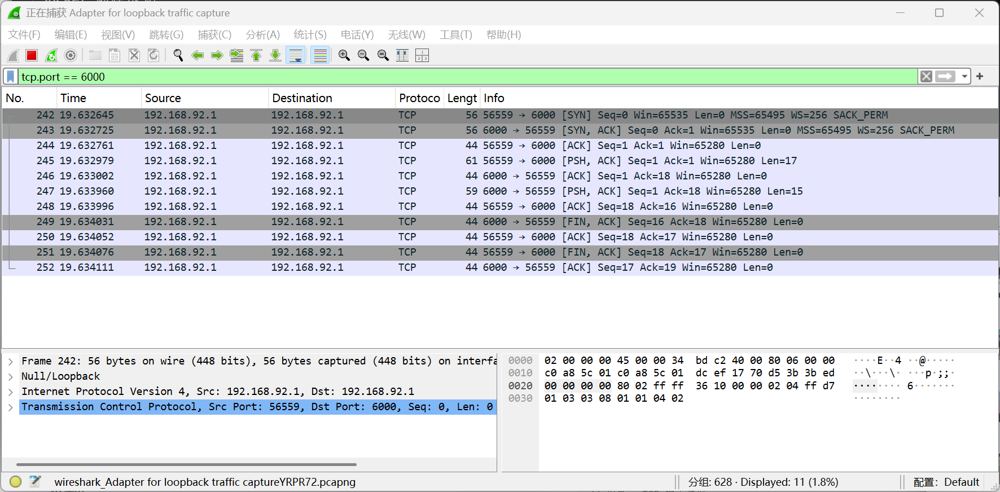 正在捕获 Adapter for loopback traffic capture
文件(F) 编辑(E) 视图(V) 跳转(G) 捕获(C) 分析(A) 统计(S) 电话(Y) 无线(W) 工具(T) 帮助(H)
tcp.port == 6000
No. Time Source Destination Protoco Lengt Info
242 19.632645 192.168.92.1 192.168.92.1 TCP 56 56559 → 6000 [SYN] Seq=0 Win=65535 Len=0 MSS=65495 WS=256 SACK_PERM
243 19.632725 192.168.92.1 192.168.92.1 TCP 56 6000 → 56559 [SYN, ACK] Seq=0 Ack=1 Win=65535 Len=0 MSS=65495 WS=256 SACK_PERM
244 19.632761 192.168.92.1 192.168.92.1 TCP 44 56559 → 6000 [ACK] Seq=1 Ack=1 Win=65280 Len=0
245 19.632979 192.168.92.1 192.168.92.1 TCP 61 56559 → 6000 [PSH, ACK] Seq=1 Ack=1 Win=65280 Len=17
246 19.633002 192.168.92.1 192.168.92.1 TCP 44 6000 → 56559 [ACK] Seq=1 Ack=18 Win=65280 Len=0
247 19.633960 192.168.92.1 192.168.92.1 TCP 59 6000 → 56559 [PSH, ACK] Seq=1 Ack=18 Win=65280 Len=15
248 19.633996 192.168.92.1 192.168.92.1 TCP 44 56559 → 6000 [ACK] Seq=18 Ack=16 Win=65280 Len=0
249 19.634031 192.168.92.1 192.168.92.1 TCP 44 6000 → 56559 [FIN, ACK] Seq=16 Ack=18 Win=65280 Len=0
250 19.634052 192.168.92.1 192.168.92.1 TCP 44 56559 → 6000 [ACK] Seq=18 Ack=17 Win=65280 Len=0
251 19.634076 192.168.92.1 192.168.92.1 TCP 44 56559 → 6000 [FIN, ACK] Seq=18 Ack=17 Win=65280 Len=0
252 19.634111 192.168.92.1 192.168.92.1 TCP 44 6000 → 56559 [ACK] Seq=17 Ack=19 Win=65280 Len=0
Frame 242: 56 bytes on wire (448 bits), 56 bytes captured (448 bits) on interfa
Null/Loopback
Internet Protocol Version 4, Src: 192.168.92.1, Dst: 192.168.92.1
Transmission Control Protocol, Src Port: 56559, Dst Port: 6000, Seq: 0, Len: 0
0000 02 00 00 00 45 00 00 34 bd c2 40 00 80 06 00 00 ····E··4 ··@·····
0010 c0 a8 5c 01 c0 a8 5c 01 dc ef 17 70 d5 3b 3b ed ··\···\· ···p·;;·
0020 00 00 00 00 80 02 ff ff 36 10 00 00 02 04 ff d7 ········ 6·······
0030 01 03 03 08 01 01 04 02 ········
wireshark_Adapter for loopback traffic captureYRPR72.pcapng 分组: 628 · Displayed: 11 (1.8%) 配置: Default